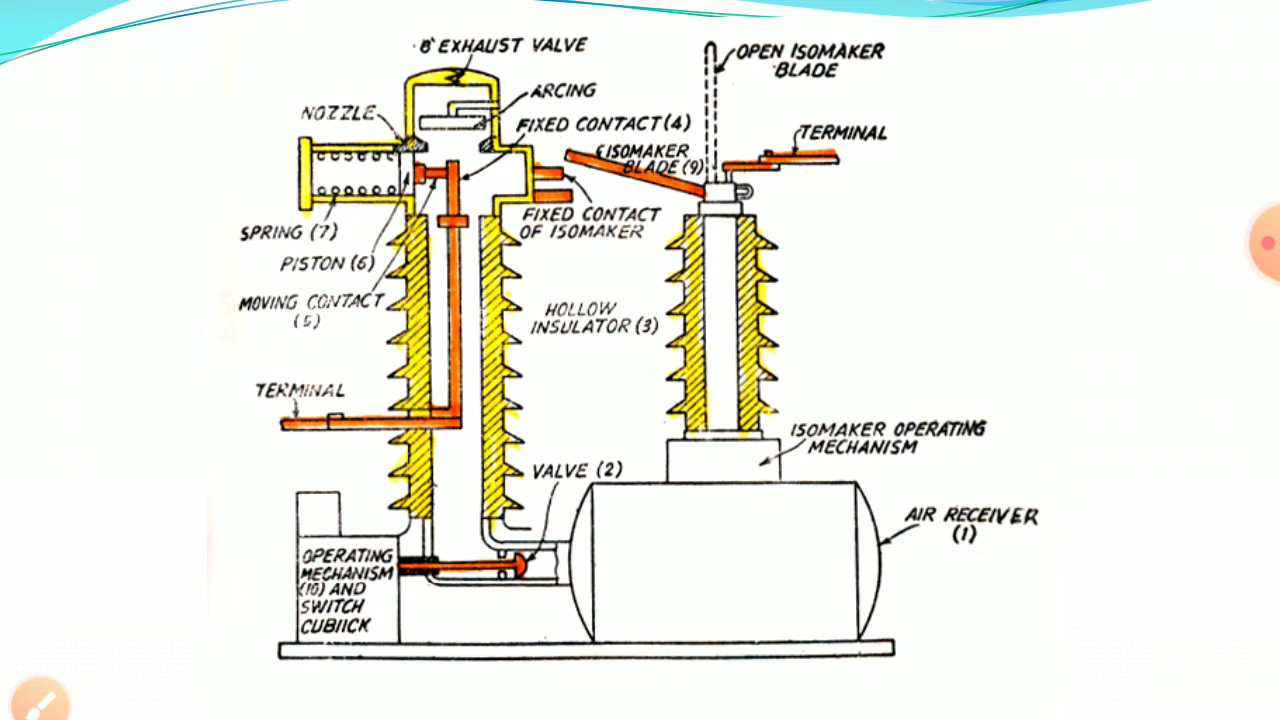 8 EXHAUST VALVE
OPEN ISOMAKER
BLADE
ARCING
NOZZLE
FIXED CONTACT (4)
TERMINAL
ISOMAKER
BLADE (9)
FIXED CONTACT
OF ISOMAKER
SPRING (7)
PISTON (6)
MOVING CONTACT
(5)
HOLLOW
INSULATOR (3)
TERMINAL
ISOMAKER OPERATING
MECHANISM
VALVE (2)
AIR RECEIVER
(1)
OPERATING
MECHANISM
(10) AND
SWITCH
CUBIICK